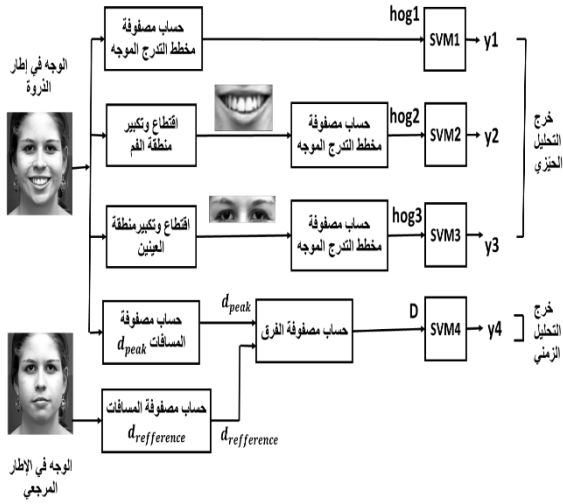 الوجه في إطار
الذروة
حساب مصفوفة
مخطط التدرج الموجه
hog1
SVM1
y1
اقتطاع وتكبير
منطقة الفم
حساب مصفوفة
مخطط التدرج الموجه
hog2
SVM2
y2
خرج
التحليل
الحيّزي
اقتطاع وتكبيرمنطقة
العينين
حساب مصفوفة
مخطط التدرج الموجه
hog3
SVM3
y3
حساب مصفوفة
المسافات dpeak
dpeak
حساب مصفوفة الفرق
D
SVM4
y4
خرج
التحليل
الزمني
حساب مصفوفة المسافات
drefference
drefference
الوجه في الإطار
المرجعي